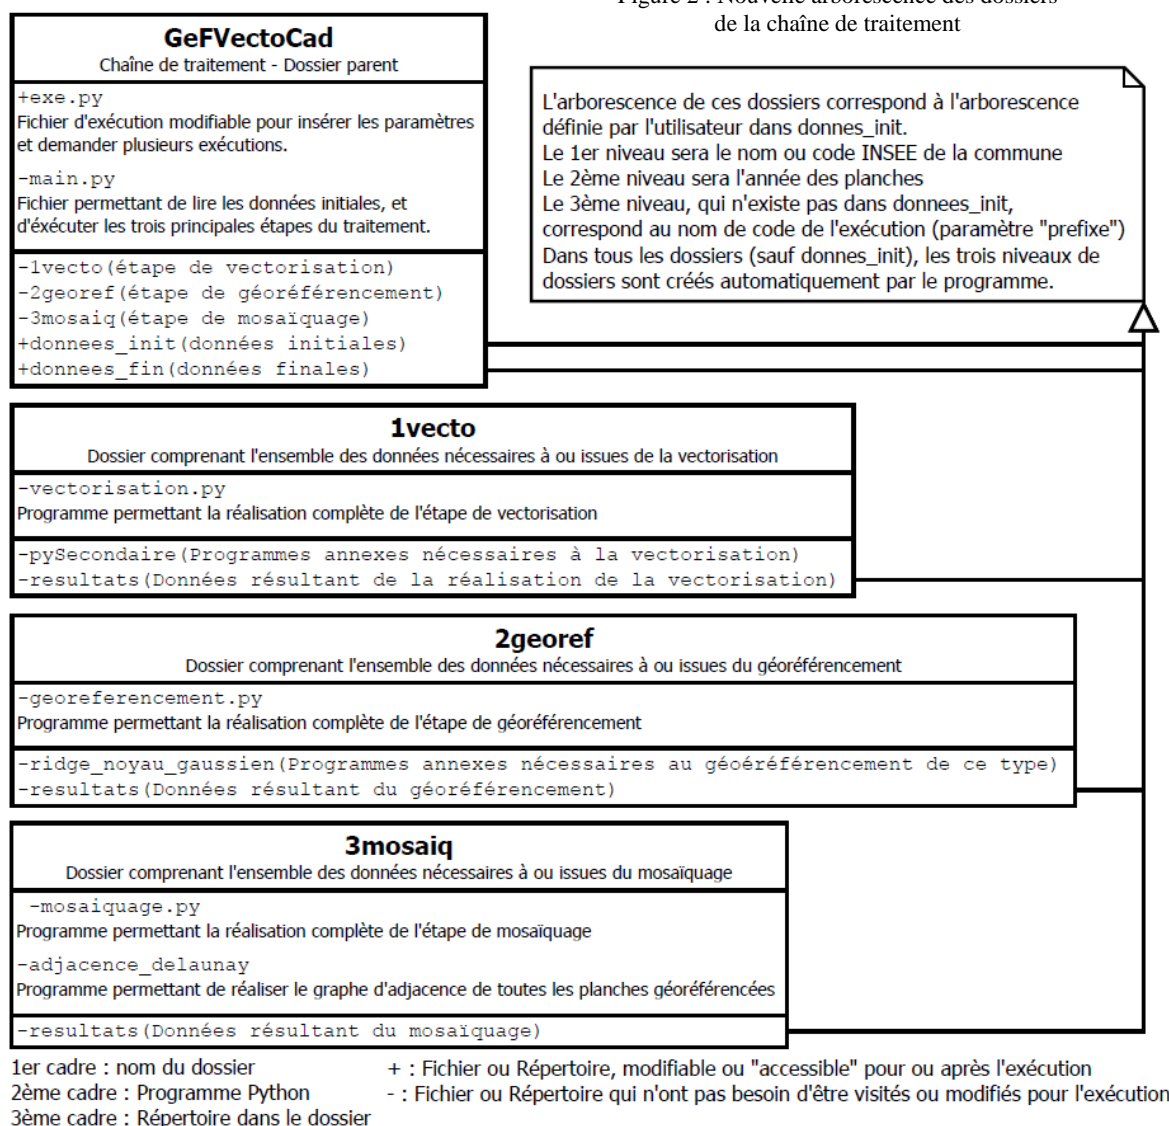 Figure 2 : Nouvelle arborescence des dossiers
de la chaîne de traitement
GeFVectoCad
Chaîne de traitement - Dossier parent
+exe.py
Fichier d'exécution modifiable pour insérer les paramètres
et demander plusieurs exécutions.
-main.py
Fichier permettant de lire les données initiales, et
d'éxécuter les trois principales étapes du traitement.
-1vecto(étape de vectorisation)
-2georef(étape de géoréférencement)
-3mosaiq(étape de mosaïquage)
+donnees_init(données initiales)
+donnees_fin(données finales)
L'arborescence de ces dossiers correspond à l'arborescence
définie par l'utilisateur dans donnes_init.
Le 1er niveau sera le nom ou code INSEE de la commune
Le 2ème niveau sera l'année des planches
Le 3ème niveau, qui n'existe pas dans donnees_init,
correspond au nom de code de l'exécution (paramètre "prefixe")
Dans tous les dossiers (sauf donnes_init), les trois niveaux de
dossiers sont créés automatiquement par le programme.
1vecto
Dossier comprenant l'ensemble des données nécessaires à ou issues de la vectorisation
-vectorisation.py
Programme permettant la réalisation complète de l'étape de vectorisation
-pySecondaire(Programmes annexes nécessaires à la vectorisation)
-resultats(Données résultant de la réalisation de la vectorisation)
2georef
Dossier comprenant l'ensemble des données nécessaires à ou issues du géoréférencement
-georeferencement.py
Programme permettant la réalisation complète de l'étape de géoréférencement
-ridge_noyau_gaussien(Programmes annexes nécessaires au géoéréférencement de ce type)
-resultats(Données résultant du géoréférencement)
3mosaiq
Dossier comprenant l'ensemble des données nécessaires à ou issues du mosaïquage
-mosaiquage.py
Programme permettant la réalisation complète de l'étape de mosaïquage
-adjacence_delaunay
Programme permettant de réaliser le graphe d'adjacence de toutes les planches géoréférencées
-resultats(Données résultant du mosaïquage)
1er cadre : nom du dossier
2ème cadre : Programme Python
3ème cadre : Répertoire dans le dossier
+ : Fichier ou Répertoire, modifiable ou "accessible" pour ou après l'exécution
- : Fichier ou Répertoire qui n'ont pas besoin d'être visités ou modifiés pour l'exécution